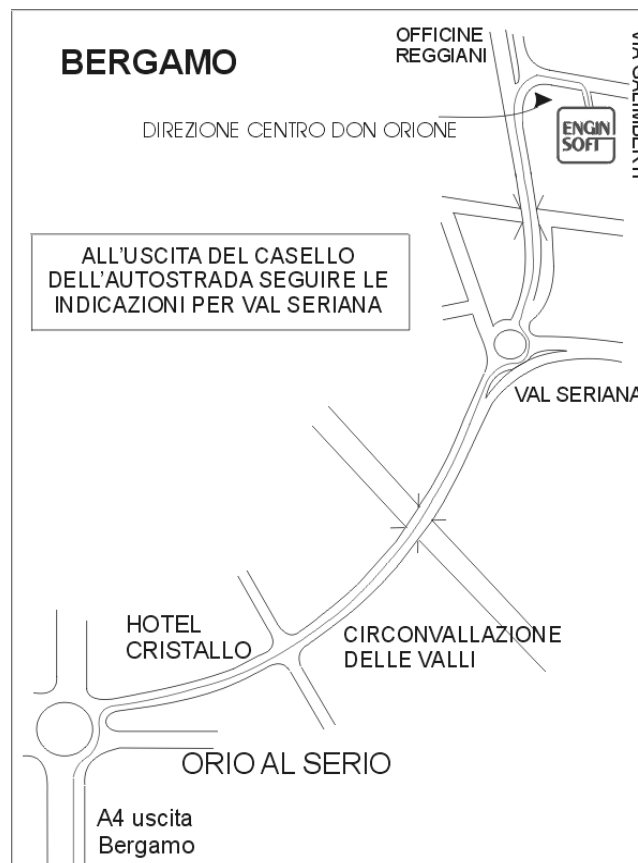 OFFICINE
REGGIANI
BERGAMO
DIREZIONE CENTRO DON ORIONE
ENGIN
SOFT
ALL'USCITA DEL CASELLO
DELL'AUTOSTRADA SEGUIRE LE
INDICAZIONI PER VAL SERIANA
VAL SERIANA
HOTEL
CRISTALLO
CIRCONVALLAZIONE
DELLE VALLI
ORIO AL SERIO
A4 uscita
Bergamo